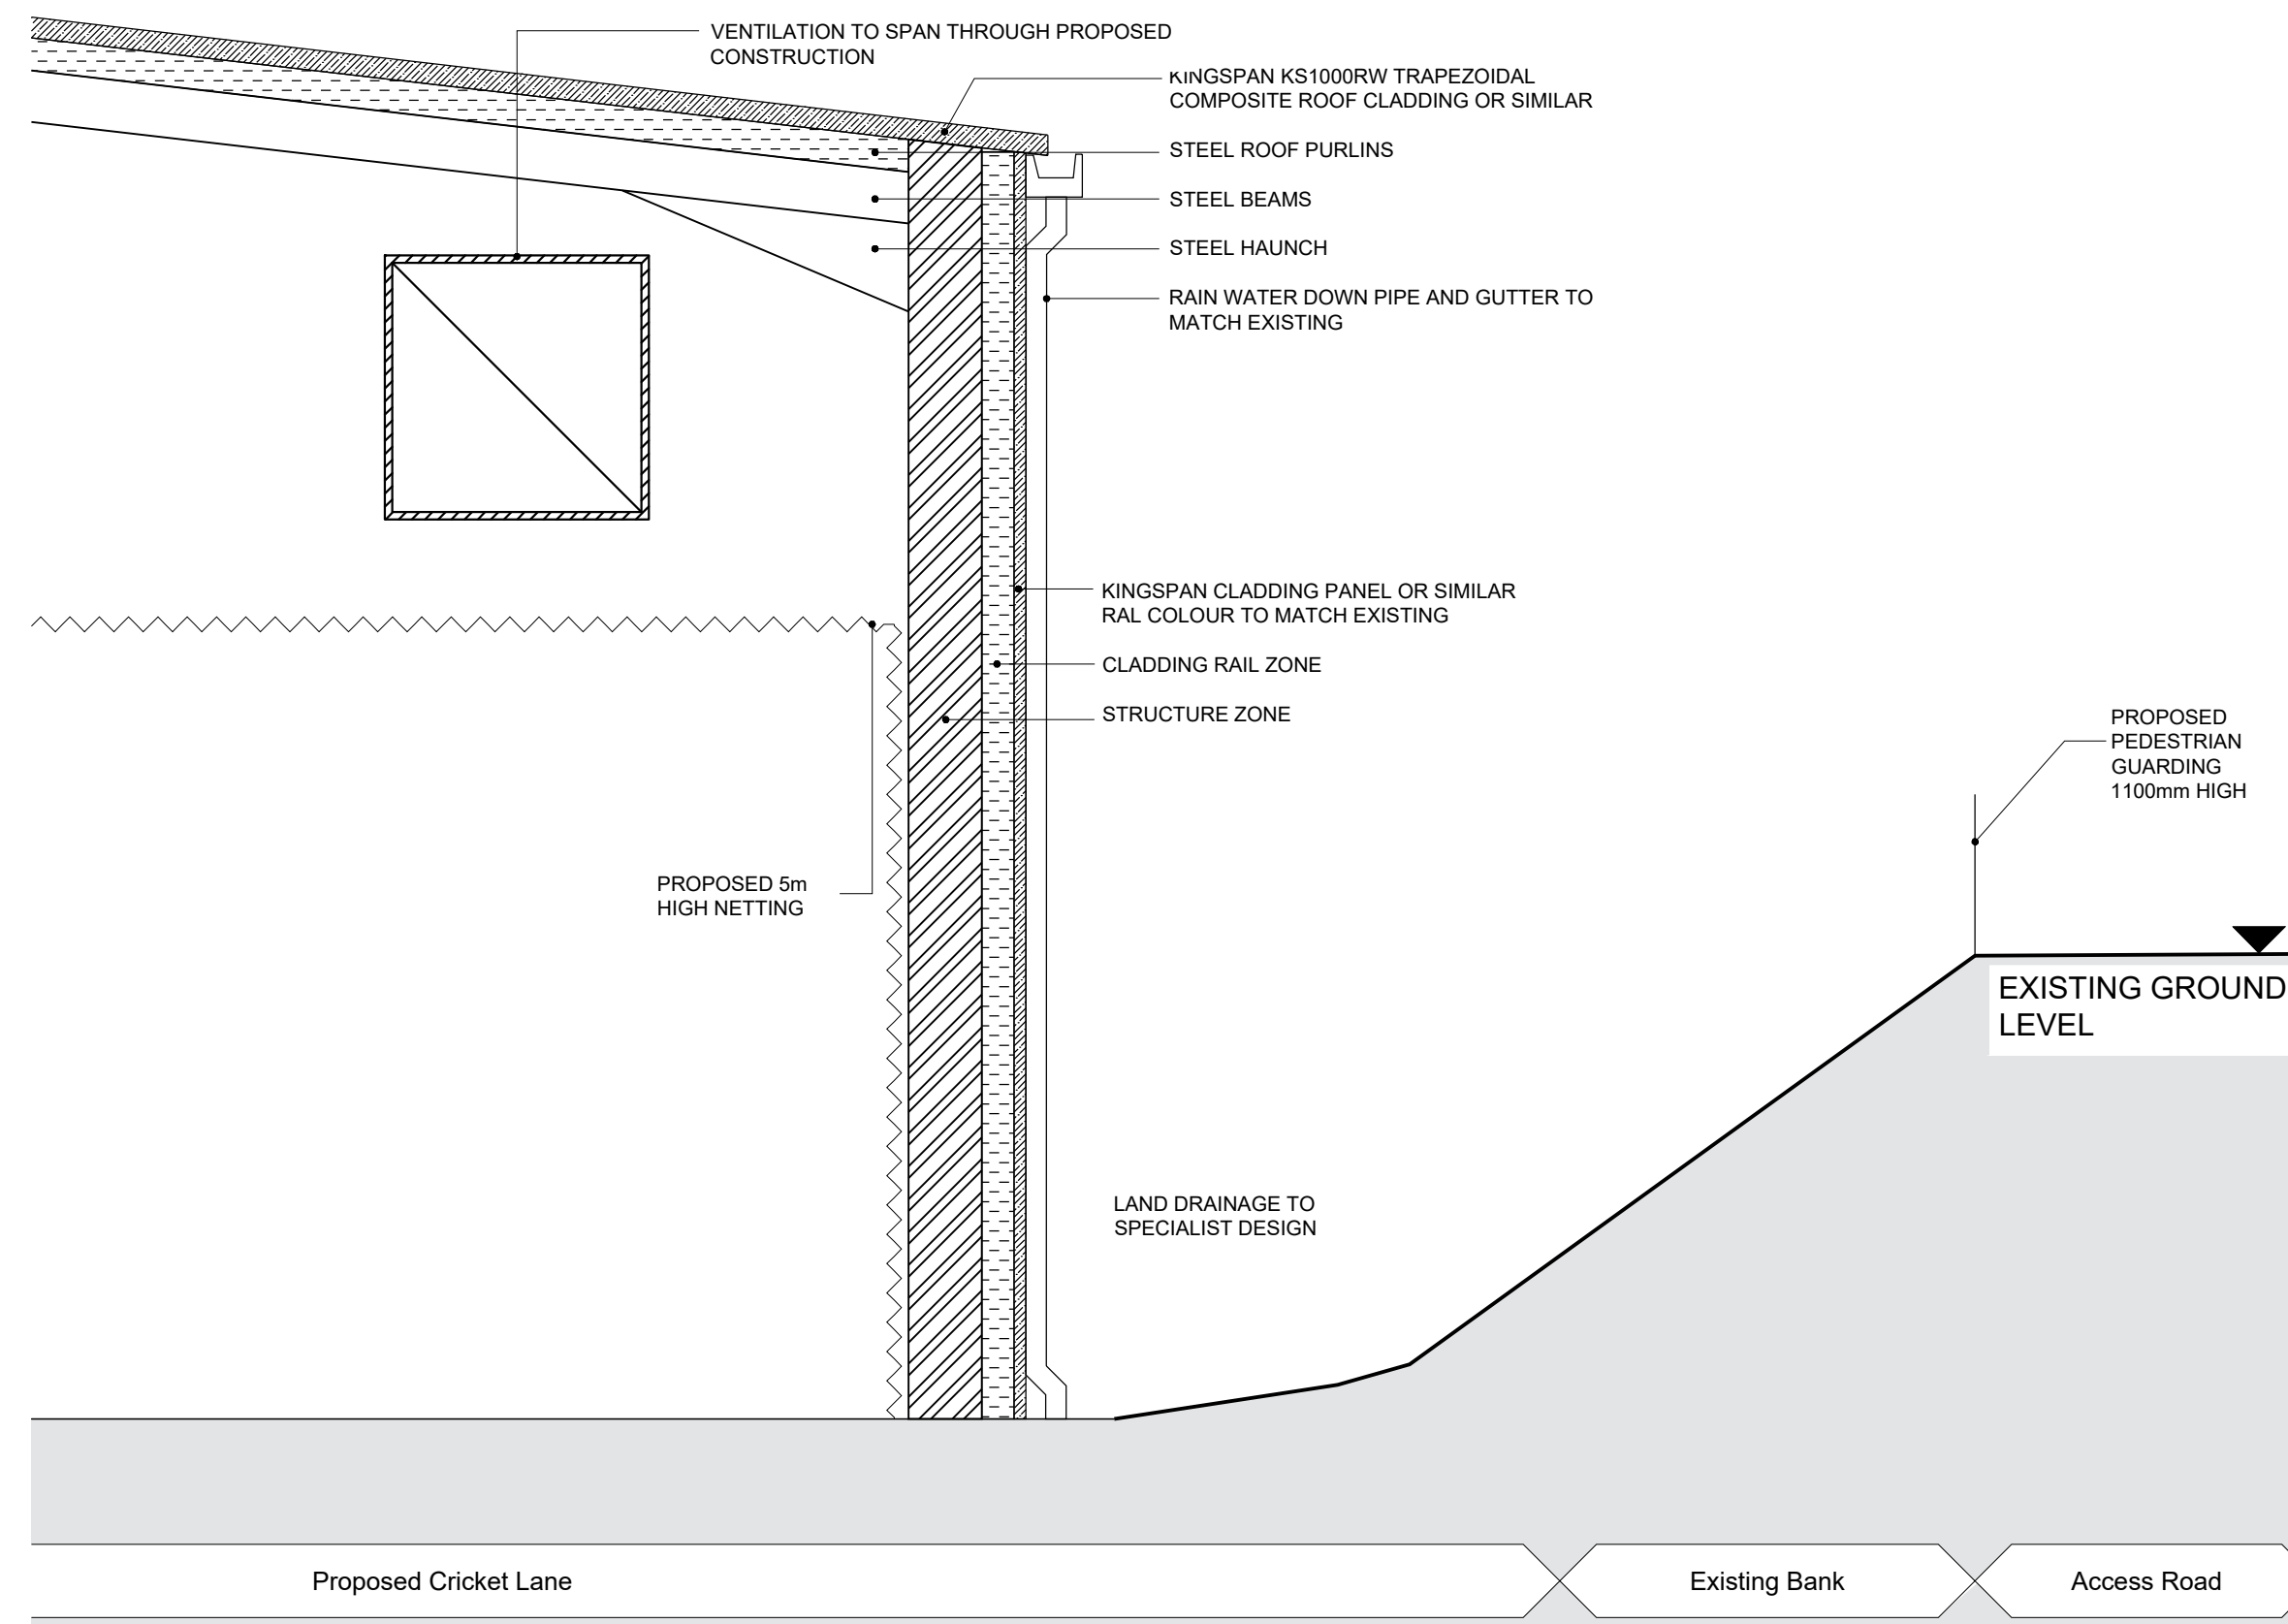 VENTILATION TO SPAN THROUGH PROPOSED
CONSTRUCTION
KINGSPAN KS1000RW TRAPEZOIDAL
COMPOSITE ROOF CLADDING OR SIMILAR
STEEL ROOF PURLINS
STEEL BEAMS
STEEL HAUNCH
RAIN WATER DOWN PIPE AND GUTTER TO
MATCH EXISTING
KINGSPAN CLADDING PANEL OR SIMILAR
RAL COLOUR TO MATCH EXISTING
CLADDING RAIL ZONE
STRUCTURE ZONE
PROPOSED
PEDESTRIAN
GUARDING
1100mm HIGH
PROPOSED 5m
HIGH NETTING
EXISTING GROUND
LEVEL
LAND DRAINAGE TO
SPECIALIST DESIGN
Proposed Cricket Lane
Existing Bank
Access Road